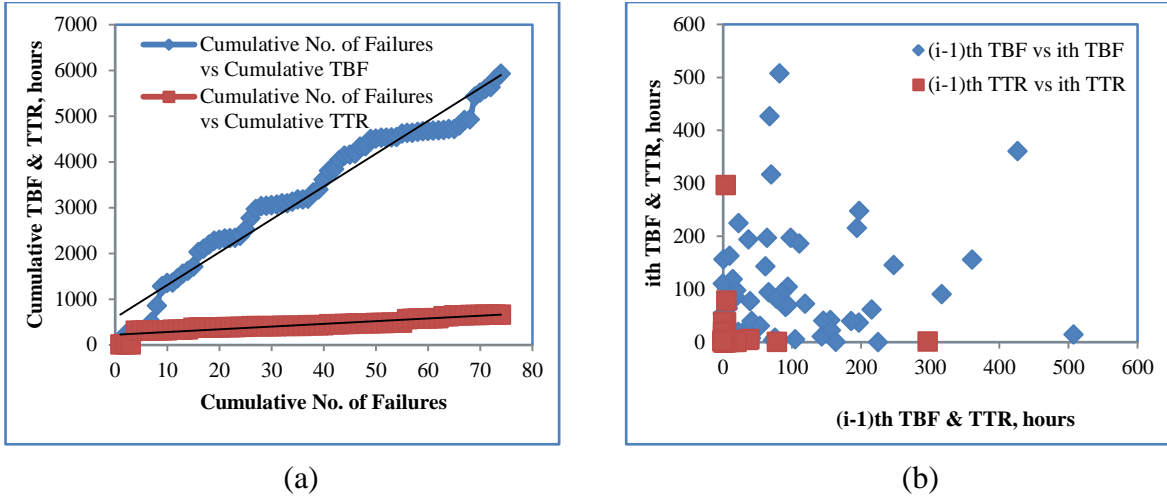 7000
6000
5000
4000
3000
2000
1000
0
Cumulative TBF & TTR, hours
Cumulative No. of Failures
vs Cumulative TBF
Cumulative No. of Failures
vs Cumulative TTR
0 10 20 30 40 50 60 70 80
Cumulative No. of Failures
(a)
600
500
400
300
200
100
0
ith TBF & TTR, hours
(i-1)th TBF vs ith TBF
(i-1)th TTR vs ith TTR
0 100 200 300 400 500 600
(i-1)th TBF & TTR, hours
(b)